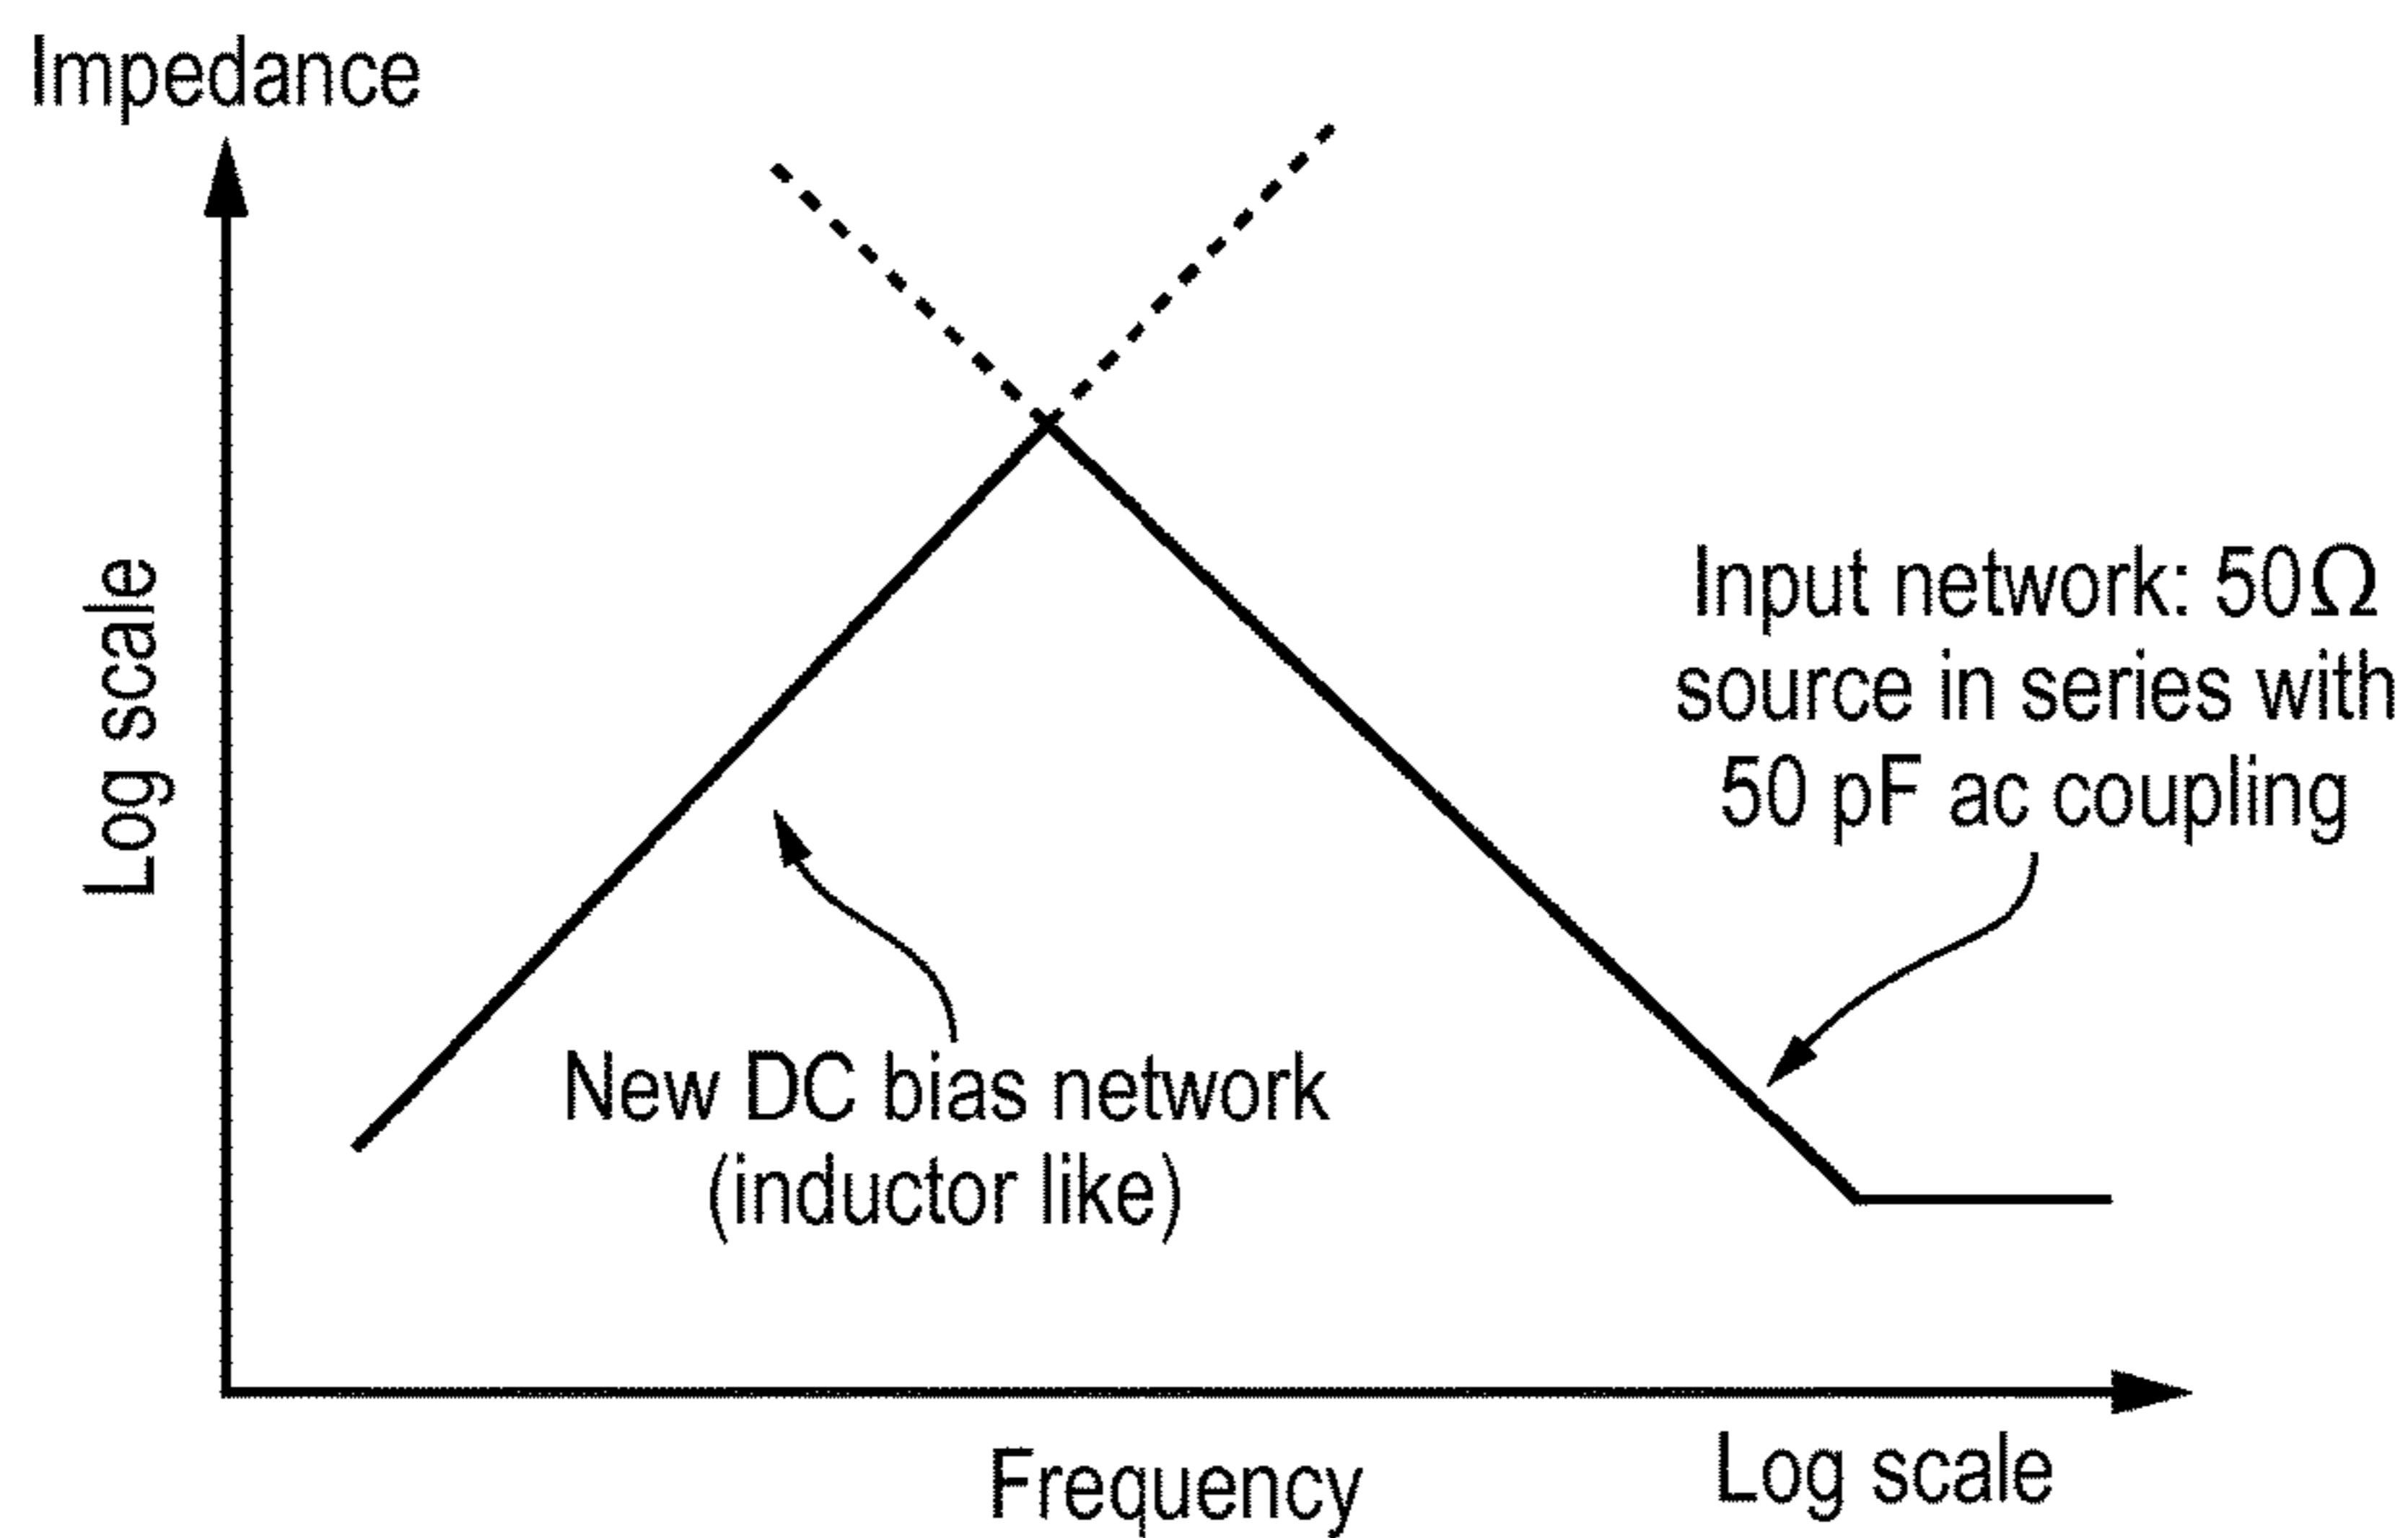 Impedance
Log scale
Input network: 50Ω
source in series with
50 pF ac coupling
New DC bias network
(inductor like)
Frequency
Log scale